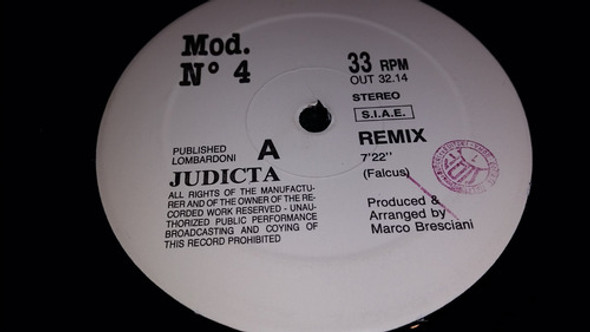 Mod.
N° 4
33 RPM
OUT 32.14
STEREO
S.I.A.E.
PUBLISHED
LOMBARDONI
A
JUDICTA
REMIX
7'22''
(Falcus)
ALL RIGHTS OF THE MANUFACTU-
RER AND OF THE OWNER OF THE RE-
CORDED WORK RESERVED - UNAU-
THORIZED PUBLIC PERFORMANCE
BROADCASTING AND COYING OF
THIS RECORD PROHIBITED
Produced &
Arranged by
Marco Bresciani